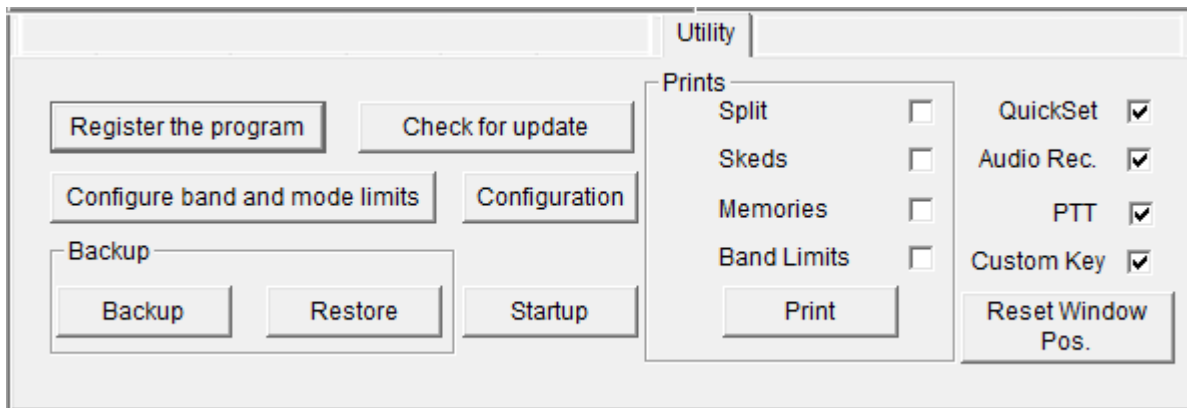 Utility
Prints
Register the program
Check for update
Split
QuickSet
Skeds
Audio Rec.
Configure band and mode limits
Configuration
Memories
PTT
Backup
Band Limits
Custom Key
Backup
Restore
Startup
Print
Reset Window
Pos.